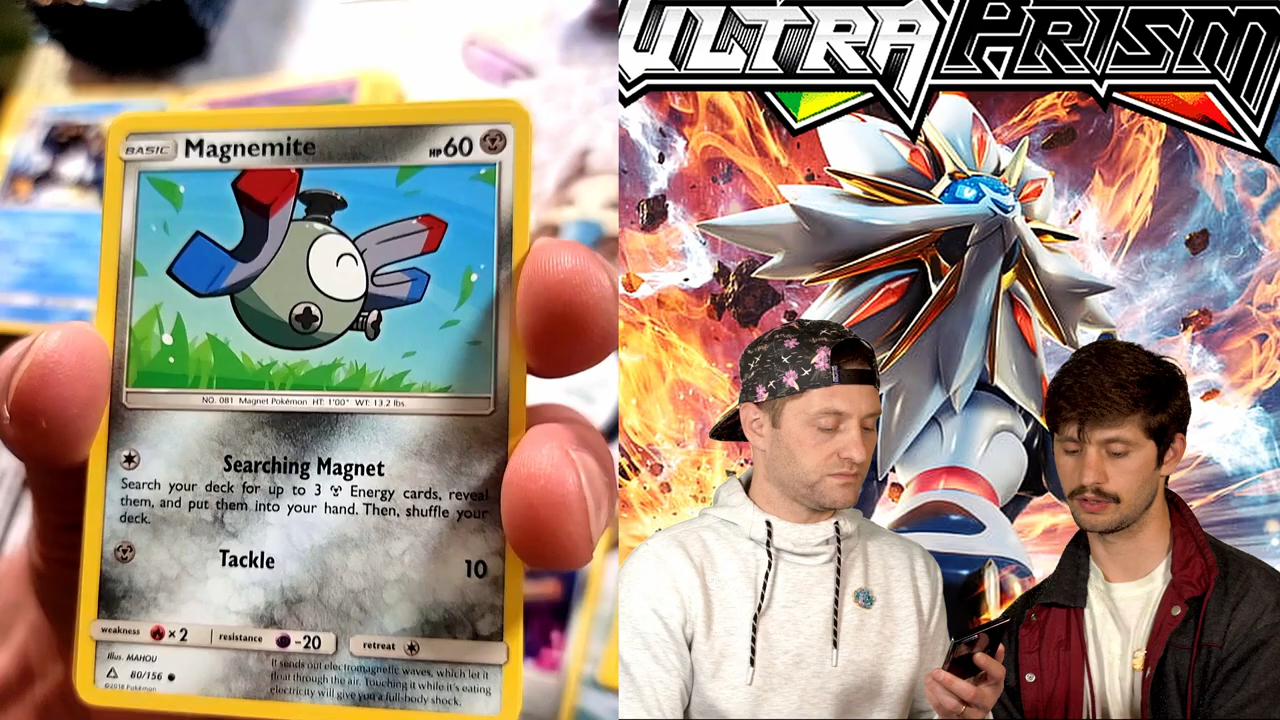 BASIC Magnemite HP60
NO. 081 Magnet Pokémon HT: 1'00" WT: 13.2 lbs.
Searching Magnet
Search your deck for up to 3 Energy cards, reveal
them, and put them into your hand. Then, shuffle your
deck.
Tackle 10
weakness ×2 resistance -20 retreat
Illus. MAHOU
80/156
©2018 Pokémon
It sends out electromagnetic waves, which let it
float through the air. Touching it while it's eating
electricity will give you a full-body shock.
ULTRA PRISM